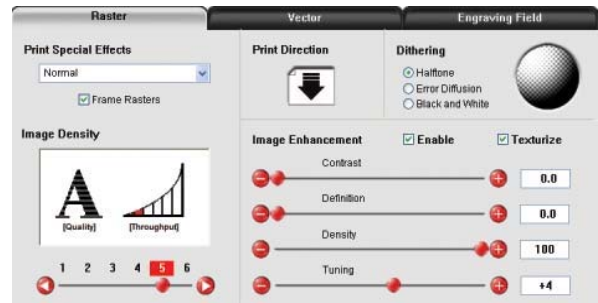 Raster
Vector
Engraving Field
Print Special Effects
Normal
Frame Rasters
Image Density
A
[Quality]
[Throughput]
1 2 3 4 5 6
Print Direction
Dithering
Halftone
Error Diffusion
Black and White
Image Enhancement
Enable
Texturize
Contrast
0.0
Definition
0.0
Density
100
Tuning
+4